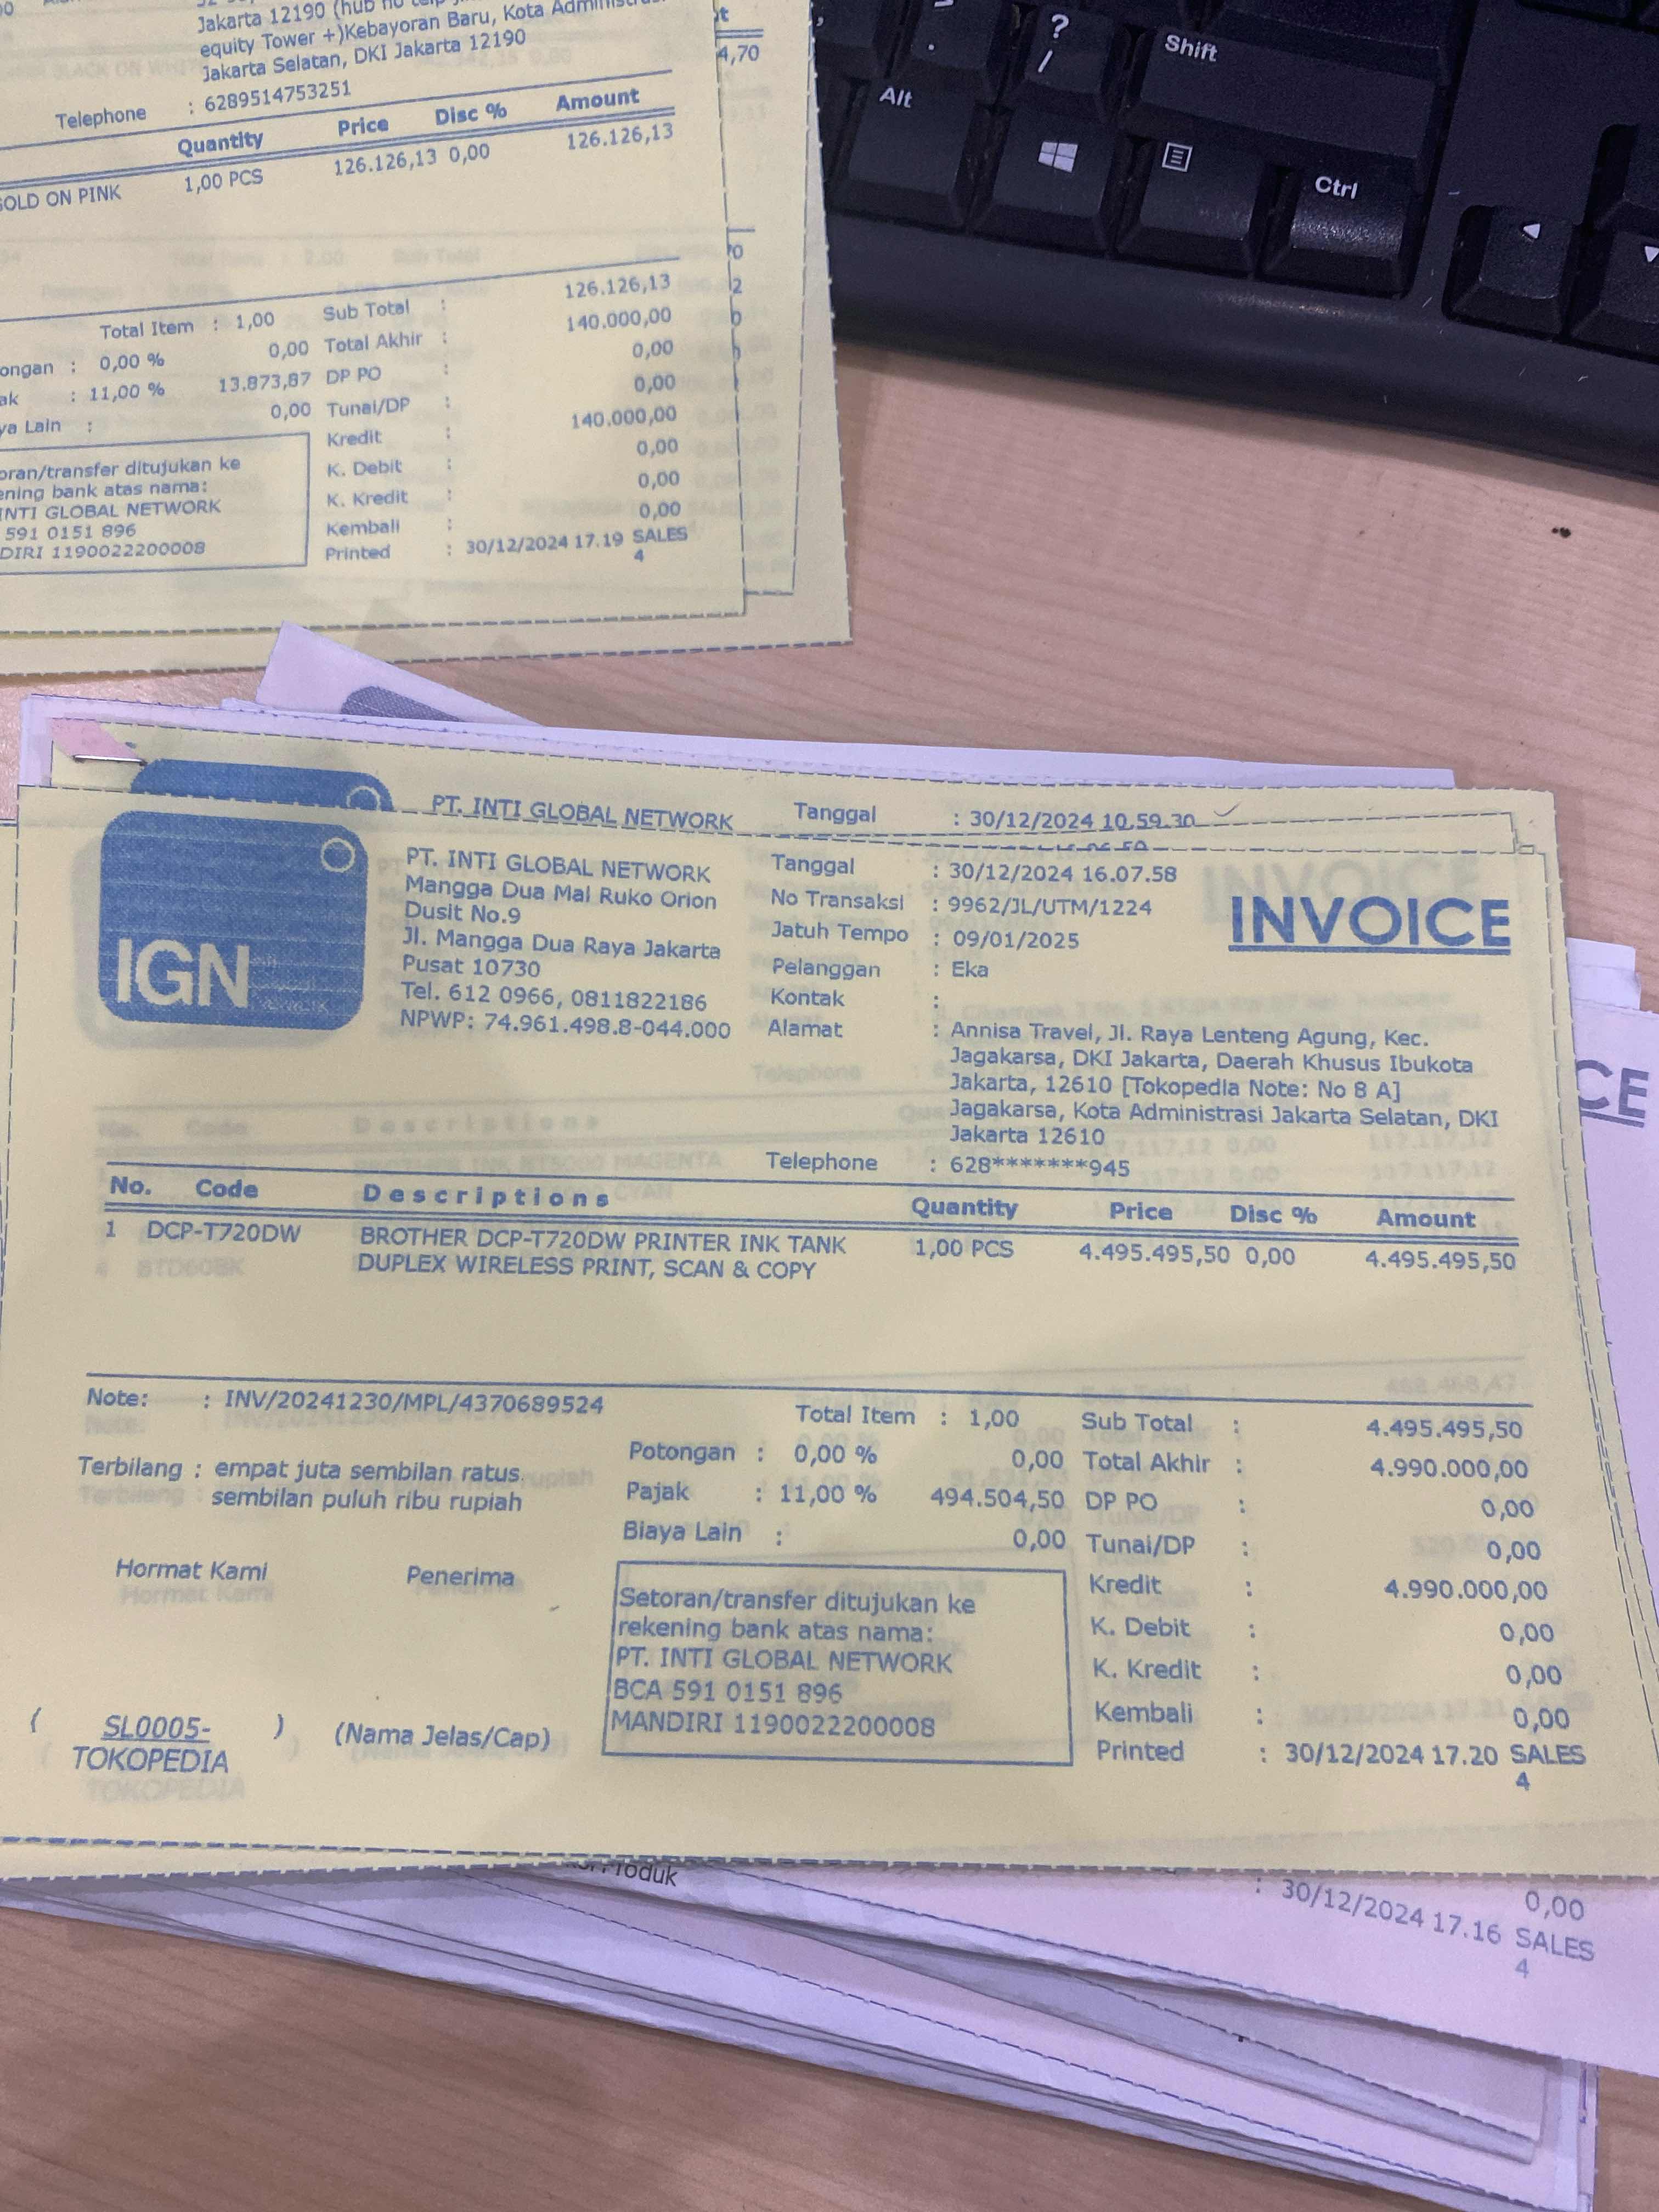 Jakarta 12190 (hub no telp
equity Tower +)Kebayoran Baru, Kota Administrasi
Jakarta Selatan, DKI Jakarta 12190
Telephone : 6289514753251
Quantity Price Disc % Amount
GOLD ON PINK 1,00 PCS 126.126,13 0,00 126.126,13
4,70
Total Item : 1,00 Sub Total : 126.126,13
ongan : 0,00 % 0,00 Total Akhir : 140.000,00
ak : 11,00 % 13.873,87 DP PO : 0,00
ya Lain : 0,00 Tunai/DP : 0,00
Kredit : 140.000,00
K. Debit : 0,00
K. Kredit : 0,00
Kembali : 0,00
Printed : 30/12/2024 17.19 SALES
4
oran/transfer ditujukan ke
ening bank atas nama:
INTI GLOBAL NETWORK
591 0151 896
DIRI 1190022200008
?
/
Shift
Alt
Ctrl
PT. INTI GLOBAL NETWORK Tanggal : 30/12/2024 10.59.30
IGN
PT. INTI GLOBAL NETWORK
Mangga Dua Mal Ruko Orion
Dusit No.9
Jl. Mangga Dua Raya Jakarta
Pusat 10730
Tel. 612 0966, 0811822186
NPWP: 74.961.498.8-044.000
Tanggal : 30/12/2024 16.07.58
No Transaksi : 9962/JL/UTM/1224
Jatuh Tempo : 09/01/2025
Pelanggan : Eka
Kontak :
Alamat : Annisa Travel, Jl. Raya Lenteng Agung, Kec.
Jagakarsa, DKI Jakarta, Daerah Khusus Ibukota
Jakarta, 12610 [Tokopedia Note: No 8 A]
Jagakarsa, Kota Administrasi Jakarta Selatan, DKI
Jakarta 12610
Telephone : 628*******945
INVOICE
CE
No. Code Descriptions Quantity Price Disc % Amount
1 DCP-T720DW BROTHER DCP-T720DW PRINTER INK TANK 1,00 PCS 4.495.495,50 0,00 4.495.495,50
DUPLEX WIRELESS PRINT, SCAN & COPY
Note: : INV/20241230/MPL/4370689524
Terbilang : empat juta sembilan ratus
sembilan puluh ribu rupiah
Total Item : 1,00
Potongan : 0,00 % 0,00
Pajak : 11,00 % 494.504,50
Biaya Lain : 0,00
Sub Total : 4.495.495,50
Total Akhir : 4.990.000,00
DP PO : 0,00
Tunai/DP : 0,00
Kredit : 4.990.000,00
K. Debit : 0,00
K. Kredit : 0,00
Kembali : 0,00
Printed : 30/12/2024 17.20 SALES
4
Hormat Kami Penerima
Setoran/transfer ditujukan ke
rekening bank atas nama:
PT. INTI GLOBAL NETWORK
BCA 591 0151 896
MANDIRI 1190022200008
( SL0005- ) (Nama Jelas/Cap)
TOKOPEDIA
Produk
0,00
: 30/12/2024 17.16 SALES
4